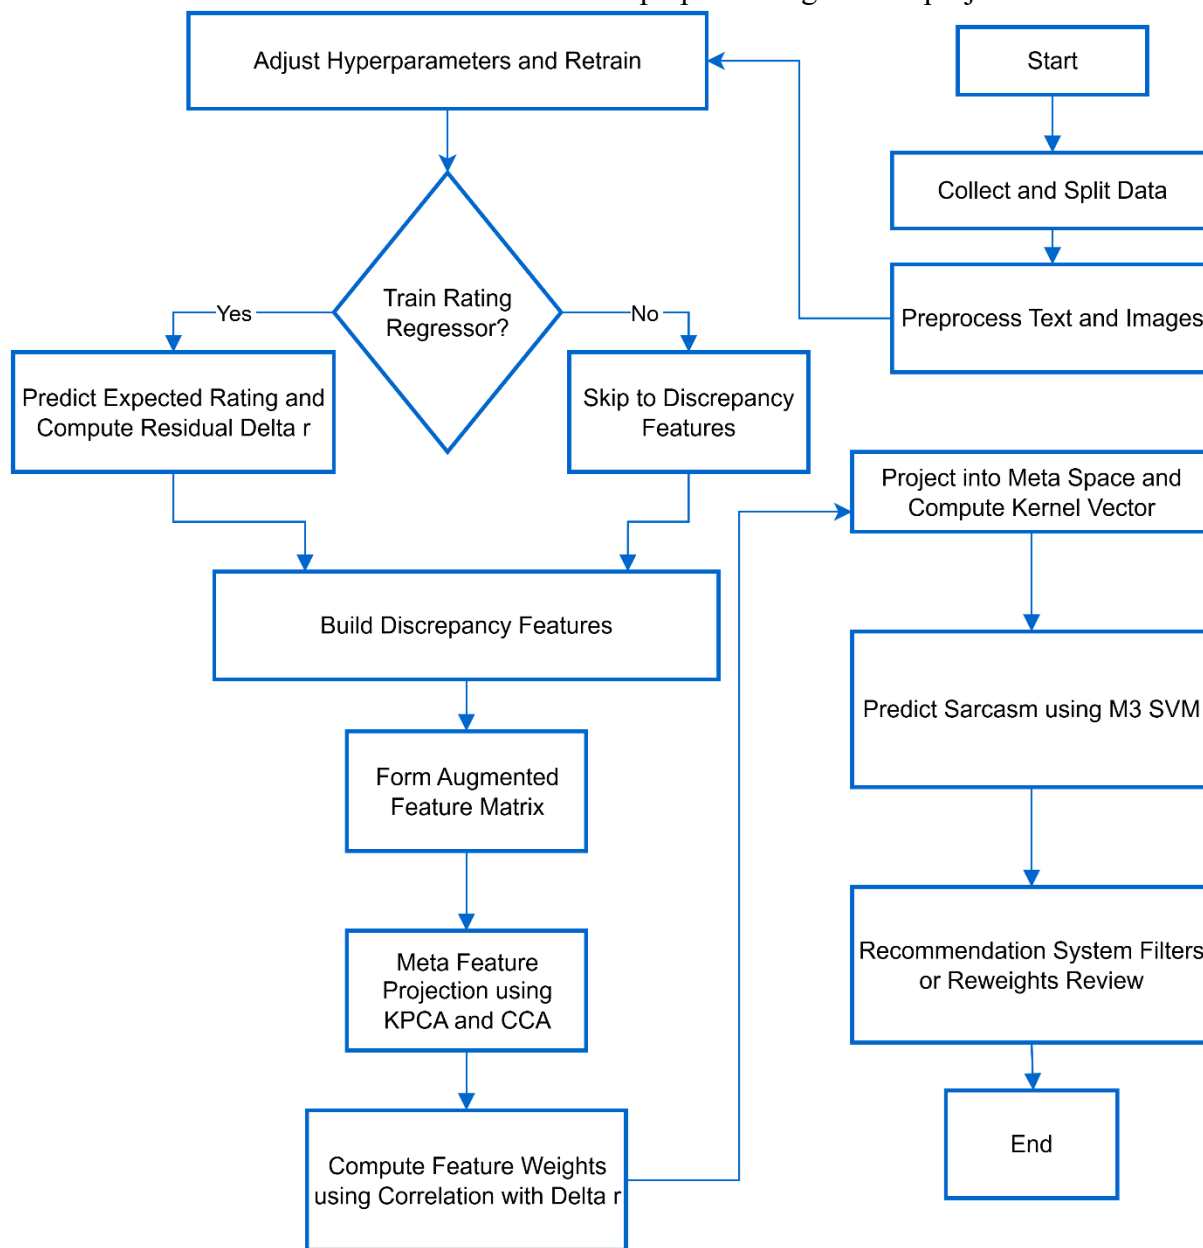 Adjust Hyperparameters and Retrain
Start
Collect and Split Data
Preprocess Text and Images
Train Rating
Regressor?
Yes
No
Predict Expected Rating and
Compute Residual Delta r
Skip to Discrepancy
Features
Build Discrepancy Features
Form Augmented
Feature Matrix
Meta Feature
Projection using
KPCA and CCA
Compute Feature Weights
using Correlation with Delta r
Project into Meta Space and
Compute Kernel Vector
Predict Sarcasm using M3 SVM
Recommendation System Filters
or Reweights Review
End